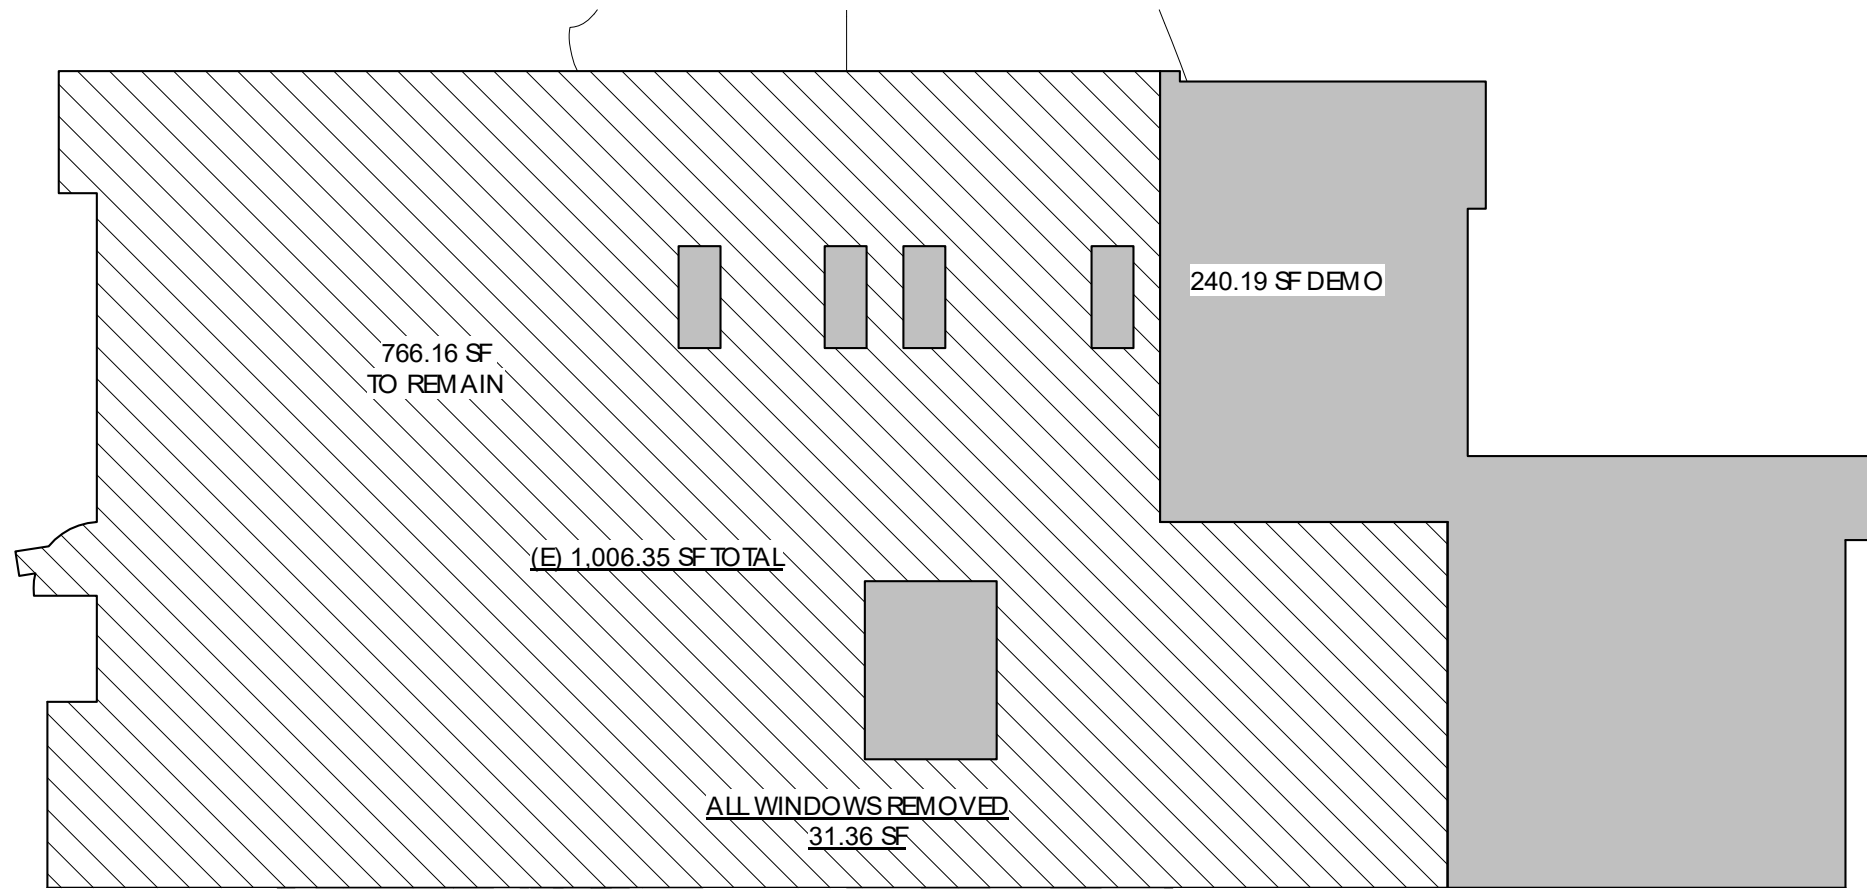 240.19 SF DEMO
766.16 SF
TO REMAIN
(E) 1,006.35 SF TOTAL
ALL WINDOWS REMOVED
31.36 SF